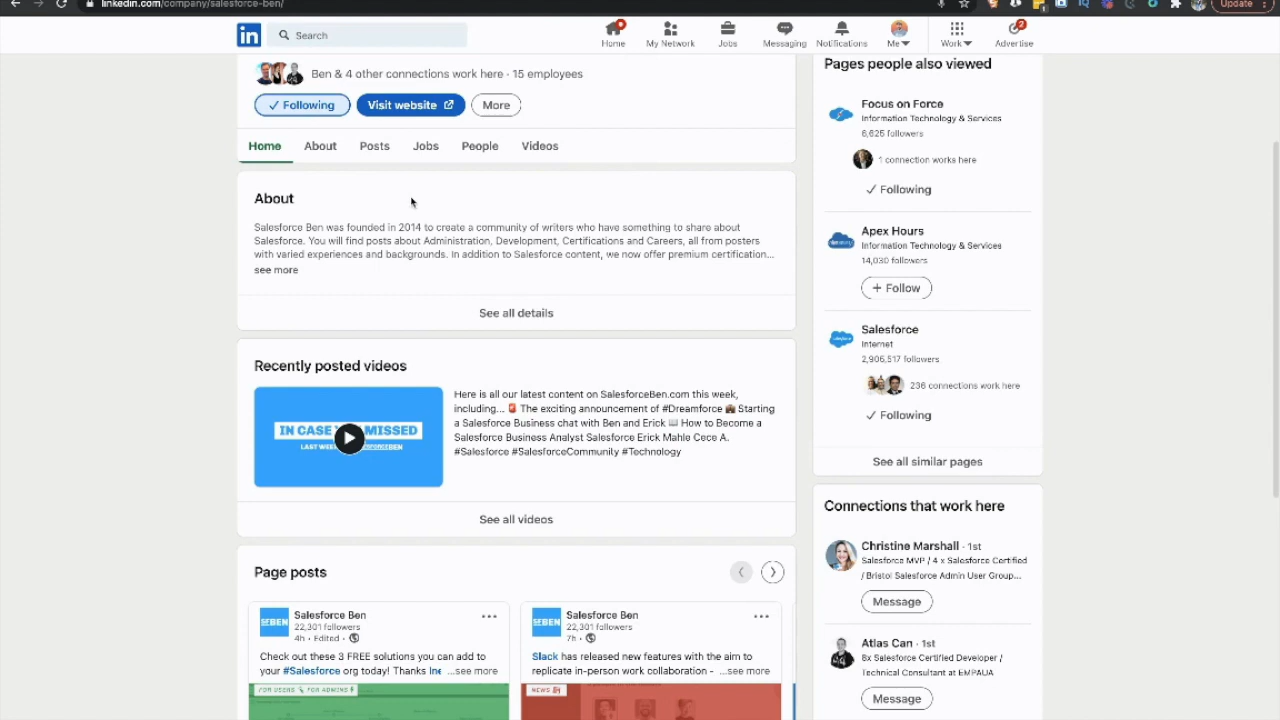 linkedin.com/company/salesforce-ben/
Update
2
in
Search
Home
My Network
Jobs
Messaging
Notifications
Me
Work
Advertise
Ben & 4 other connections work here · 15 employees
✓ Following
Visit website
More
Home
About
Posts
Jobs
People
Videos
About
Salesforce Ben was founded in 2014 to create a community of writers who have something to share about
Salesforce. You will find posts about Administration, Development, Certifications and Careers, all from posters
with varied experiences and backgrounds. In addition to Salesforce content, we now offer premium certification...
see more
See all details
Recently posted videos
IN CASE MISSED
Here is all our latest content on SalesforceBen.com this week,
including... 🚨 The exciting announcement of #Dreamforce 🏰 Starting
a Salesforce Business chat with Ben and Erick 📖 How to Become a
Salesforce Business Analyst Salesforce Erick Mahle Cece A.
#Salesforce #SalesforceCommunity #Technology
See all videos
Page posts
Salesforce Ben
22,301 followers
4h · Edited ·
Check out these 3 FREE solutions you can add to
your #Salesforce org today! Thanks Ine ...see more
FOR USERS FOR ADMINS
Salesforce Ben
22,301 followers
7h ·
Slack has released new features with the aim to
replicate in-person work collaboration - ...see more
NEWS
Pages people also viewed
Focus on Force
Information Technology & Services
6,625 followers
1 connection works here
✓ Following
Apex Hours
Information Technology & Services
14,030 followers
+ Follow
Salesforce
Internet
2,906,517 followers
236 connections work here
✓ Following
See all similar pages
Connections that work here
Christine Marshall · 1st
Salesforce MVP / 4 x Salesforce Certified
/ Bristol Salesforce Admin User Group...
Message
Atlas Can · 1st
8x Salesforce Certified Developer /
Technical Consultant at EMPAUA
Message